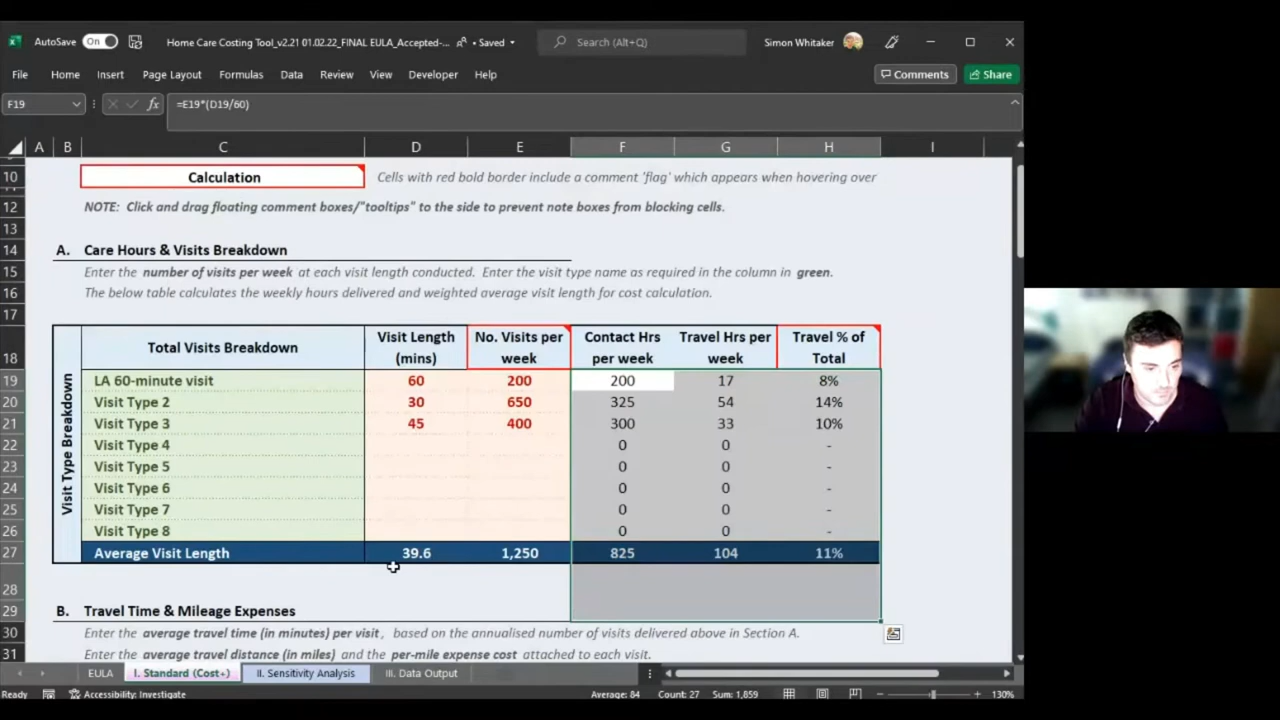 AutoSave On Home Care Costing Tool_v2.21 01.02.22_FINAL EULA_Accepted-... • Saved Search (Alt+Q) Simon Whitaker
File Home Insert Page Layout Formulas Data Review View Developer Help Comments Share
F19 fx =E19*(D19/60)
A B C D E F G H I
10 Calculation Cells with red bold border include a comment 'flag' which appears when hovering over
12 NOTE: Click and drag floating comment boxes/"tooltips" to the side to prevent note boxes from blocking cells.
13
14 A. Care Hours & Visits Breakdown
15 Enter the number of visits per week at each visit length conducted. Enter the visit type name as required in the column in green.
16 The below table calculates the weekly hours delivered and weighted average visit length for cost calculation.
17
Visit Length No. Visits per Contact Hrs Travel Hrs per Travel % of
18 Total Visits Breakdown (mins) week per week week Total
Visit Type Breakdown
19 LA 60-minute visit 60 200 200 17 8%
20 Visit Type 2 30 650 325 54 14%
21 Visit Type 3 45 400 300 33 10%
22 Visit Type 4 0 0 -
23 Visit Type 5 0 0 -
24 Visit Type 6 0 0 -
25 Visit Type 7 0 0 -
26 Visit Type 8 0 0 -
27 Average Visit Length 39.6 1,250 825 104 11%
28
29 B. Travel Time & Mileage Expenses
30 Enter the average travel time (in minutes) per visit, based on the annualised number of visits delivered above in Section A.
31 Enter the average travel distance (in miles) and the per-mile expense cost attached to each visit.
EULA I. Standard (Cost+) II. Sensitivity Analysis III. Data Output
Ready Accessibility: Investigate Average: 84 Count: 27 Sum: 1,859 130%